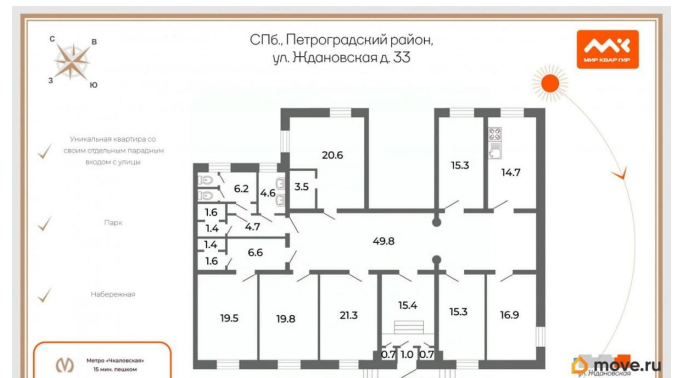 СПб., Петроградский район,
ул. Ждановская д. 33
МИР КВАРТИР
С
В
З
Ю
Уникальная квартира со
своим отдельным парадным
входом с улицы
Парк
Набережная
Метро «Чкаловская»
15 мин. пешком
20.6
15.3
14.7
6.2
4.6
3.5
1.6
1.4
4.7
1.4
1.6
6.6
49.8
19.5
19.8
21.3
15.4
15.3
16.9
0.7
1.0
0.7
move.ru
ул. Ждановская